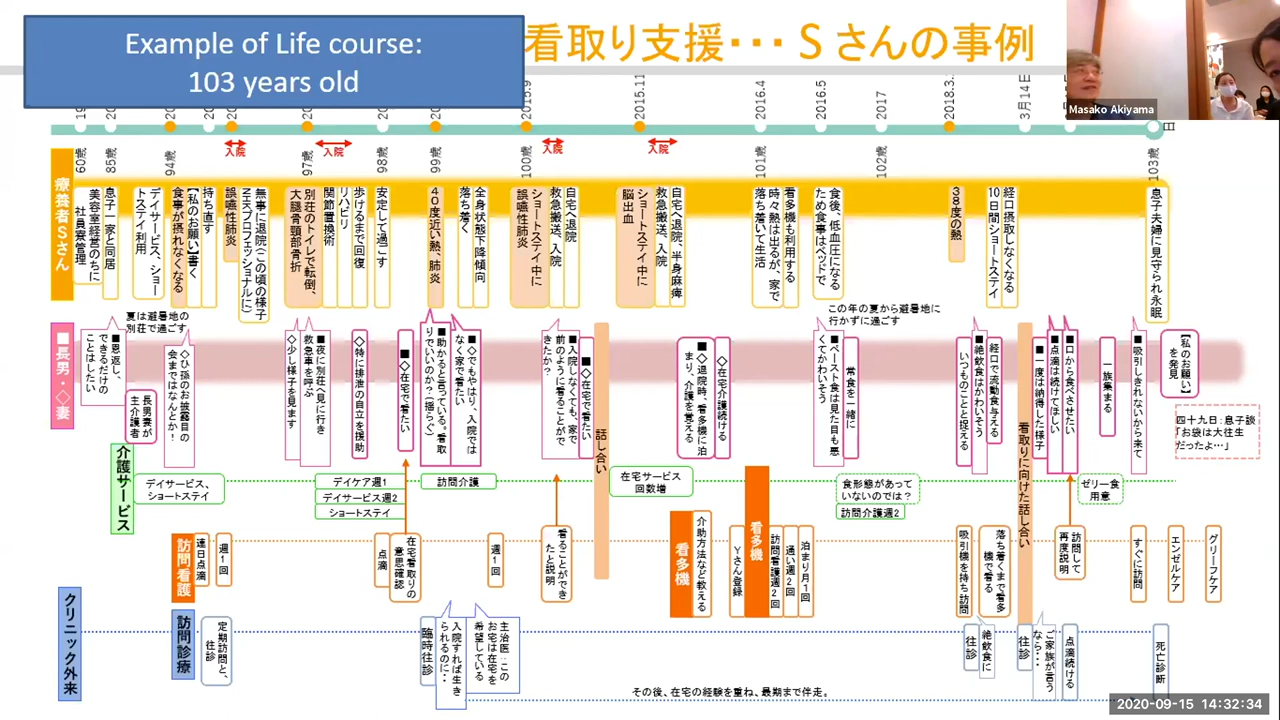 Example of Life course:
103 years old
看取り支援・・・Sさんの事例
Masako Akiyama
2015.11
2016.4
2016.5
2017
2018.3.
3月14日
日
入院
入院
入院
入院
60歳
85歳
94歳
97歳
98歳
99歳
100歳
101歳
102歳
103歳
療養者Sさん
美容室経営のちに
社員寮管理
息子一家と同居
デイサービス、ショー
トステイ利用
食事が摂れなくなる
【私のお願い】書く
持ち直す
誤嚥性肺炎
無事に退院(この頃の様子
NHKプロフェッショナルに)
別荘のトイレで転倒、
大腿骨頸部骨折
関節置換術
リハビリ
歩けるまで回復
安定して過ごす
40度近い熱、肺炎
落ち着く
全身状態下降傾向
ショートステイ中に
誤嚥性肺炎
救急搬送、入院
自宅へ退院
ショートステイ中に
脳出血
救急搬送、入院
自宅へ退院、半身麻痺
看多機も利用する
時々熱は出るが、家で
落ち着いて生活
食後、低血圧になる
ため食事はベッドで
38度の熱
10日間ショートステイ
経口摂取しなくなる
息子夫婦に見守られ永眠
■長男・◇妻
夏は避暑地の
別荘で過ごす
この年の夏から避暑地に
行かずに過ごす
■恩返し、
できるだけの
ことはしたい
長男妻が
主介護者
◇ひ孫のお披露目の
会まではなんとか!
■夜に別荘へ見に行き
救急車を呼ぶ
◇少し様子を見ます
◇特に排泄の自立を援助
■◇在宅で看たい
■助かると言っている。看取
りでいいのか?(揺らぐ)
■◇でもやはり、入院では
なく家で看たい
■入院しなくても、家で
前のように看ることがで
きたか?
■◇在宅で看たい
話し合い
■◇退院時、看多機に泊
まり、介護を覚える
◇在宅介護続ける
■ペースト食は見た目も悪
くてかわいそう
常食を一緒に
いつものことと捉える
■絶飲食はかわいそう
経口で流動食与える
看取りに向けた話し合い
■一度は納得した様子
■点滴は続けてほしい
■口から食べさせたい
一族集まる
■吸引しきれないから来て
【私のお願い】
を発見
四十九日:息子談
「お袋は大往生
だったよ…」
介護サービス
デイサービス、
ショートステイ
デイケア週1
デイサービス週2
ショートステイ
訪問介護
在宅サービス
回数増
食形態があって
いないのでは?
訪問介護週2
ゼリー食
用意
訪問看護
連日点滴
週1回
点滴
在宅看取りの
意思確認
週1回
看ることができ
たと説明
看多機
介助方法など教える
看多機
Yさん登録
訪問看護週2回
通い週2回
泊まり月1回
吸引機を持ち訪問
落ち着くまで看多
機で看る
訪問して
再度説明
すぐに訪問
エンゼルケア
グリーフケア
クリニック外来
訪問診療
定期訪問と、
往診
臨時往診
入院すれば生き
られるのに・・
主治医:この
お宅は在宅を
希望している
往診
絶飲食に
往診
ご家族が言う
なら・・・
点滴続ける
死亡診断
その後、在宅の経験を重ね、最期まで伴走。
2020-09-15 14:32:34